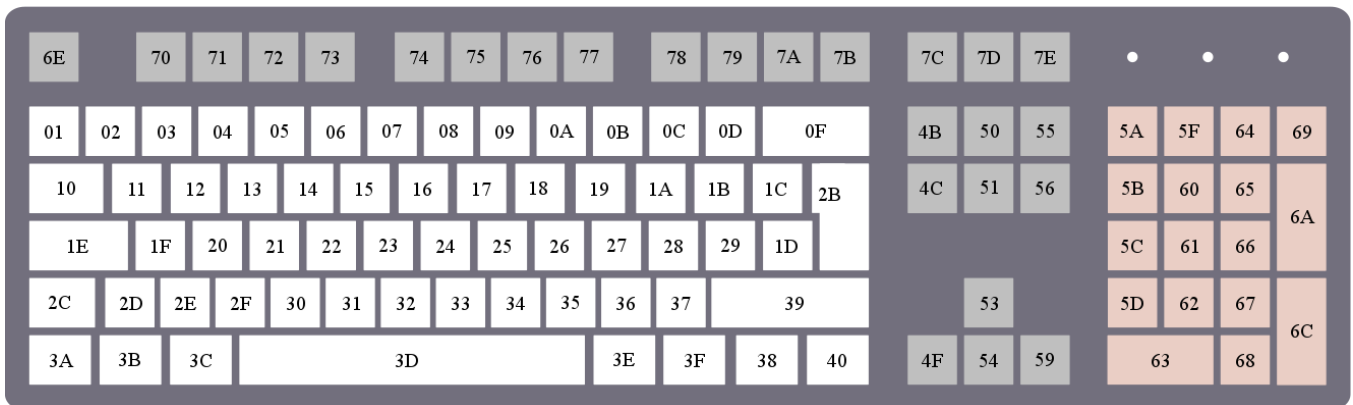 6E 70 71 72 73 74 75 76 77 78 79 7A 7B 7C 7D 7E
01 02 03 04 05 06 07 08 09 0A 0B 0C 0D 0F 4B 50 55 5A 5F 64 69
10 11 12 13 14 15 16 17 18 19 1A 1B 1C 2B 4C 51 56 5B 60 65 6A
1E 1F 20 21 22 23 24 25 26 27 28 29 1D 5C 61 66
2C 2D 2E 2F 30 31 32 33 34 35 36 37 39 53 5D 62 67 6C
3A 3B 3C 3D 3E 3F 38 40 4F 54 59 63 68